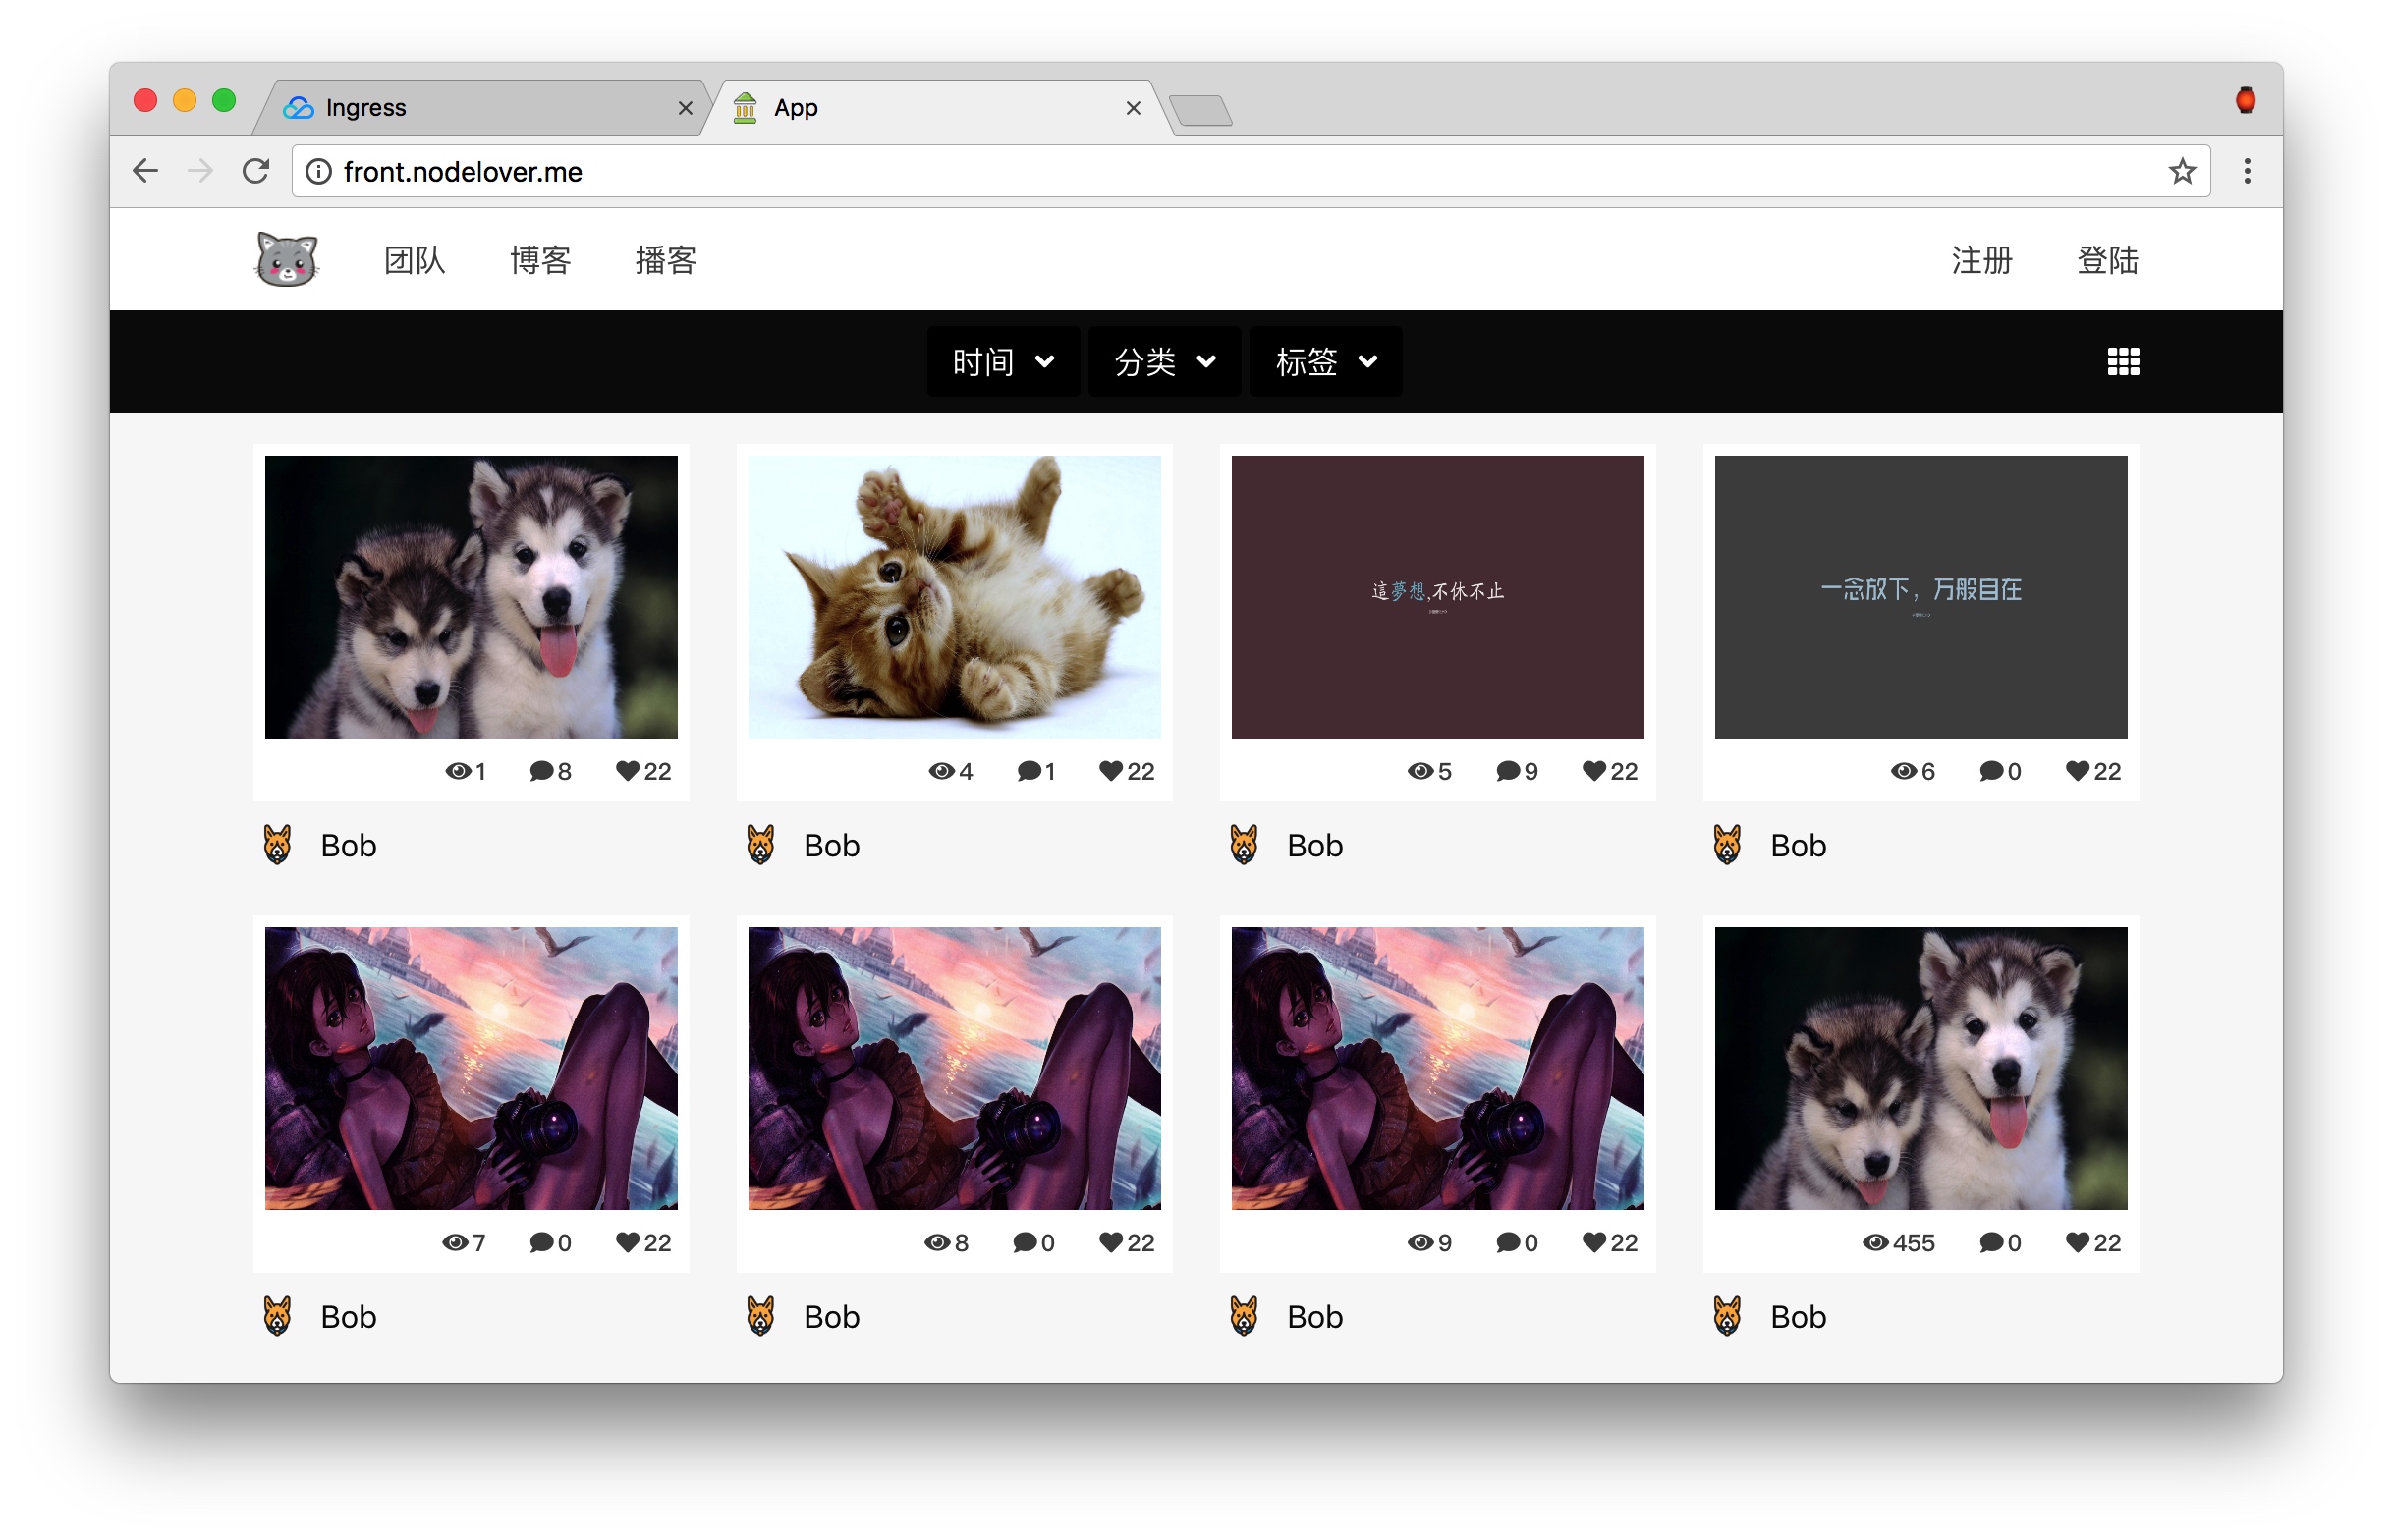 Ingress
App
front.nodelover.me
团队 博客 播客 注册 登陆
时间 分类 标签
這夢想,不休不止
一念放下，万般自在
1 8 22
4 1 22
5 9 22
6 0 22
Bob
Bob
Bob
Bob
7 0 22
8 0 22
9 0 22
455 0 22
Bob
Bob
Bob
Bob